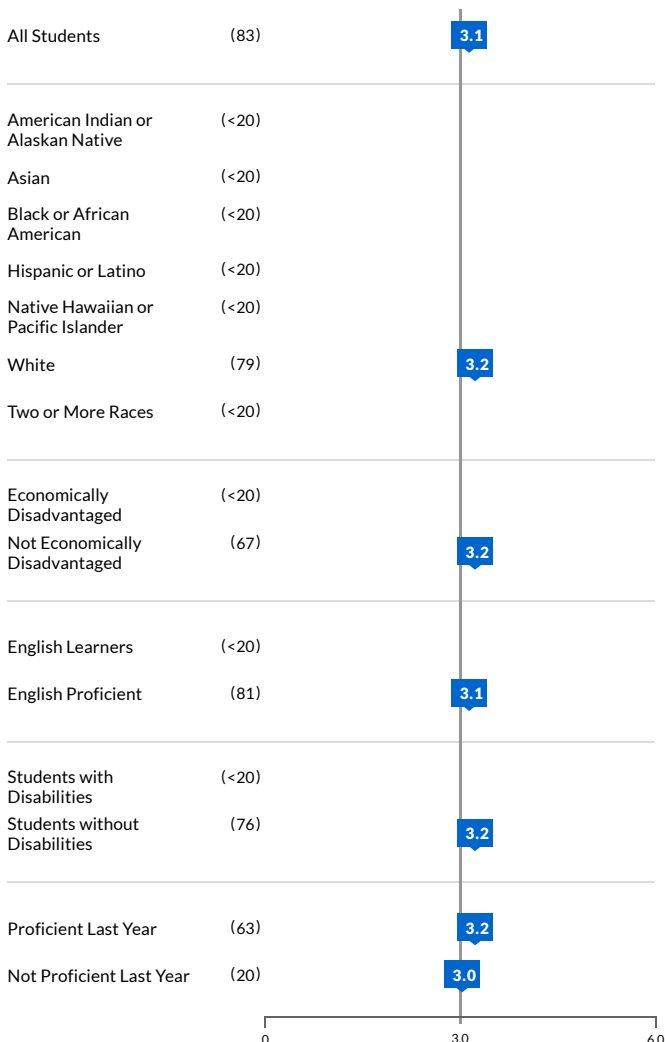 All Students (83) 3.1
American Indian or (<20)
Alaskan Native
Asian (<20)
Black or African (<20)
American
Hispanic or Latino (<20)
Native Hawaiian or (<20)
Pacific Islander
White (79) 3.2
Two or More Races (<20)
Economically (<20)
Disadvantaged
Not Economically (67) 3.2
Disadvantaged
English Learners (<20)
English Proficient (81) 3.1
Students with (<20)
Disabilities
Students without (76) 3.2
Disabilities
Proficient Last Year (63) 3.2
Not Proficient Last Year (20) 3.0
0 3.0 6.0